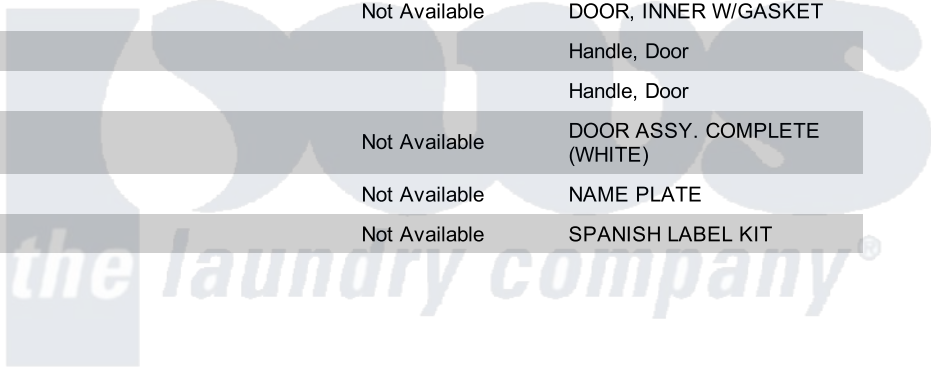 Not Available DOOR, INNER W/GASKET
Handle, Door
Handle, Door
Not Available DOOR ASSY. COMPLETE
(WHITE)
Not Available NAME PLATE
Not Available SPANISH LABEL KIT
the laundry company®